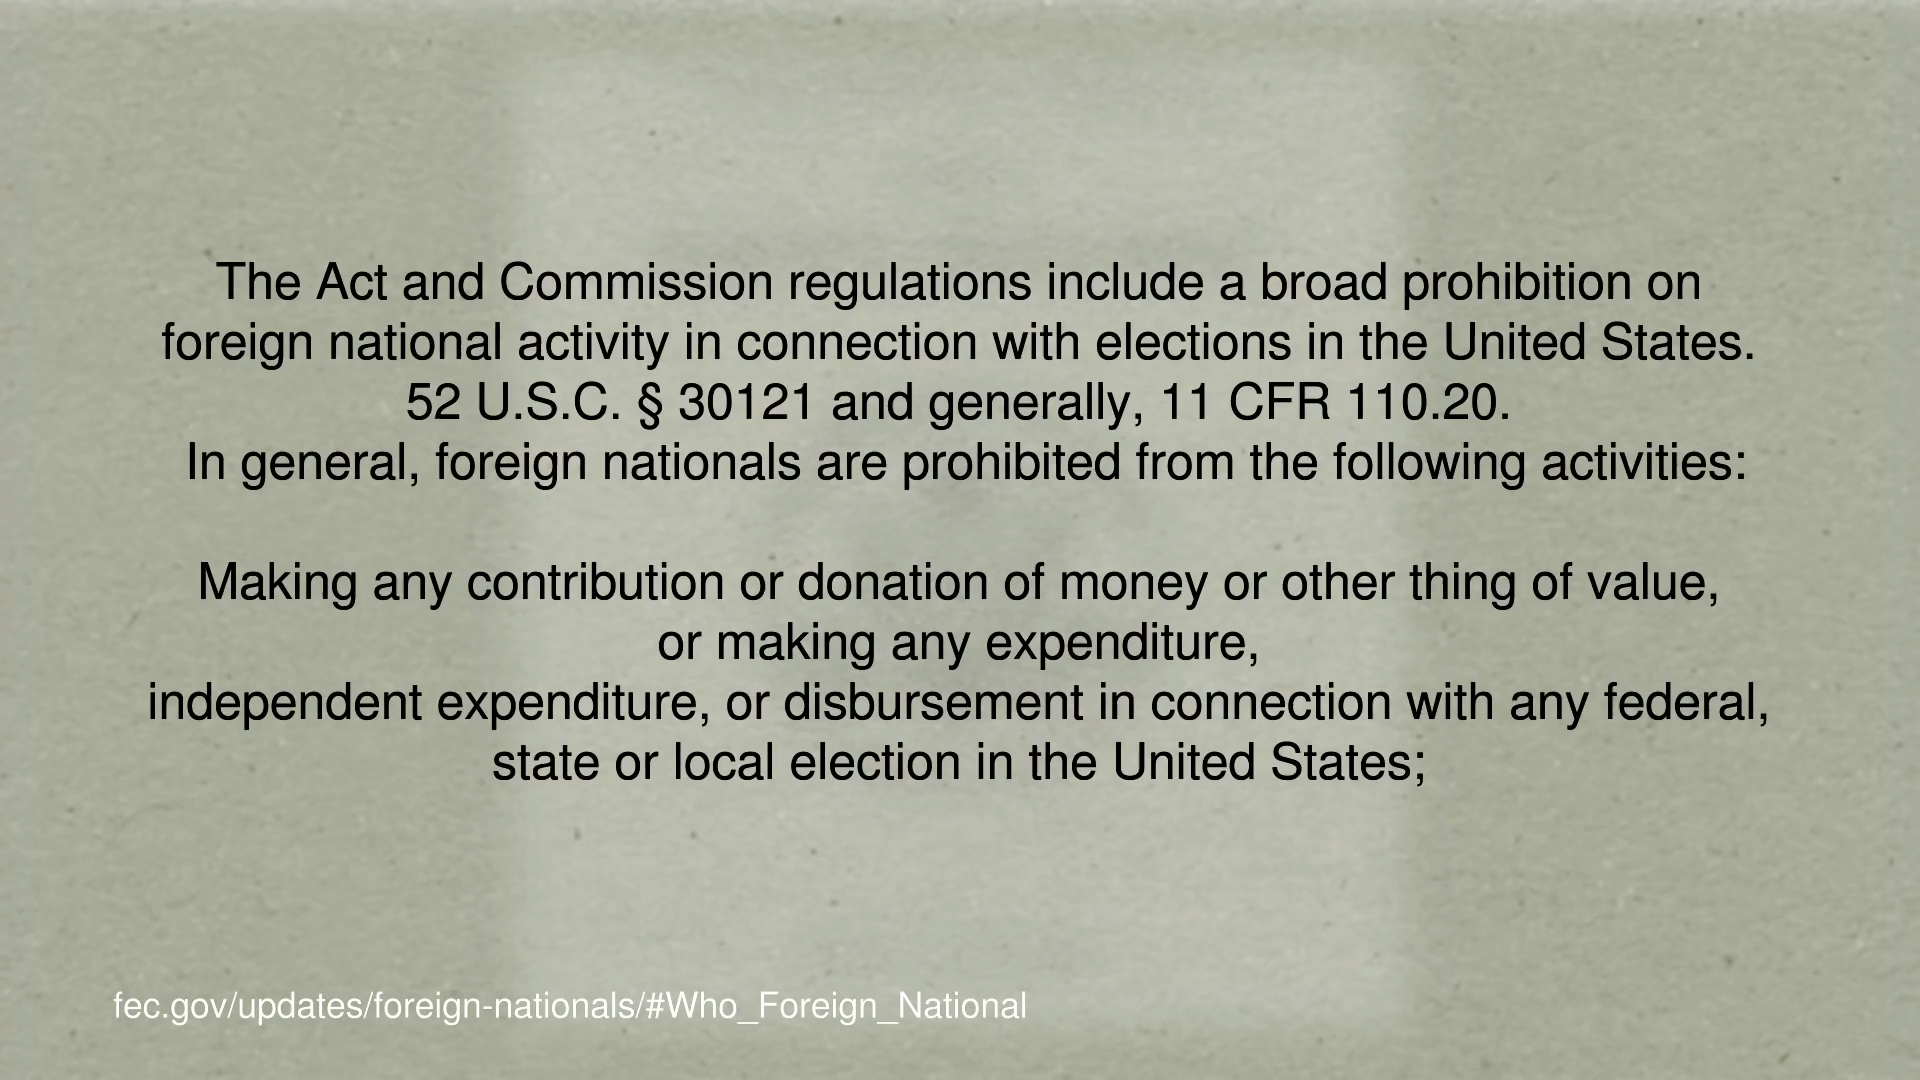 The Act and Commission regulations include a broad prohibition on
foreign national activity in connection with elections in the United States.
52 U.S.C. § 30121 and generally, 11 CFR 110.20.
In general, foreign nationals are prohibited from the following activities:
Making any contribution or donation of money or other thing of value,
or making any expenditure,
independent expenditure, or disbursement in connection with any federal,
state or local election in the United States;
fec.gov/updates/foreign-nationals/#Who_Foreign_National